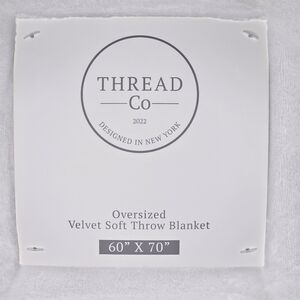 THREAD
Co
2022
DESIGNED IN NEW YORK
Oversized
Velvet Soft Throw Blanket
60” X 70”